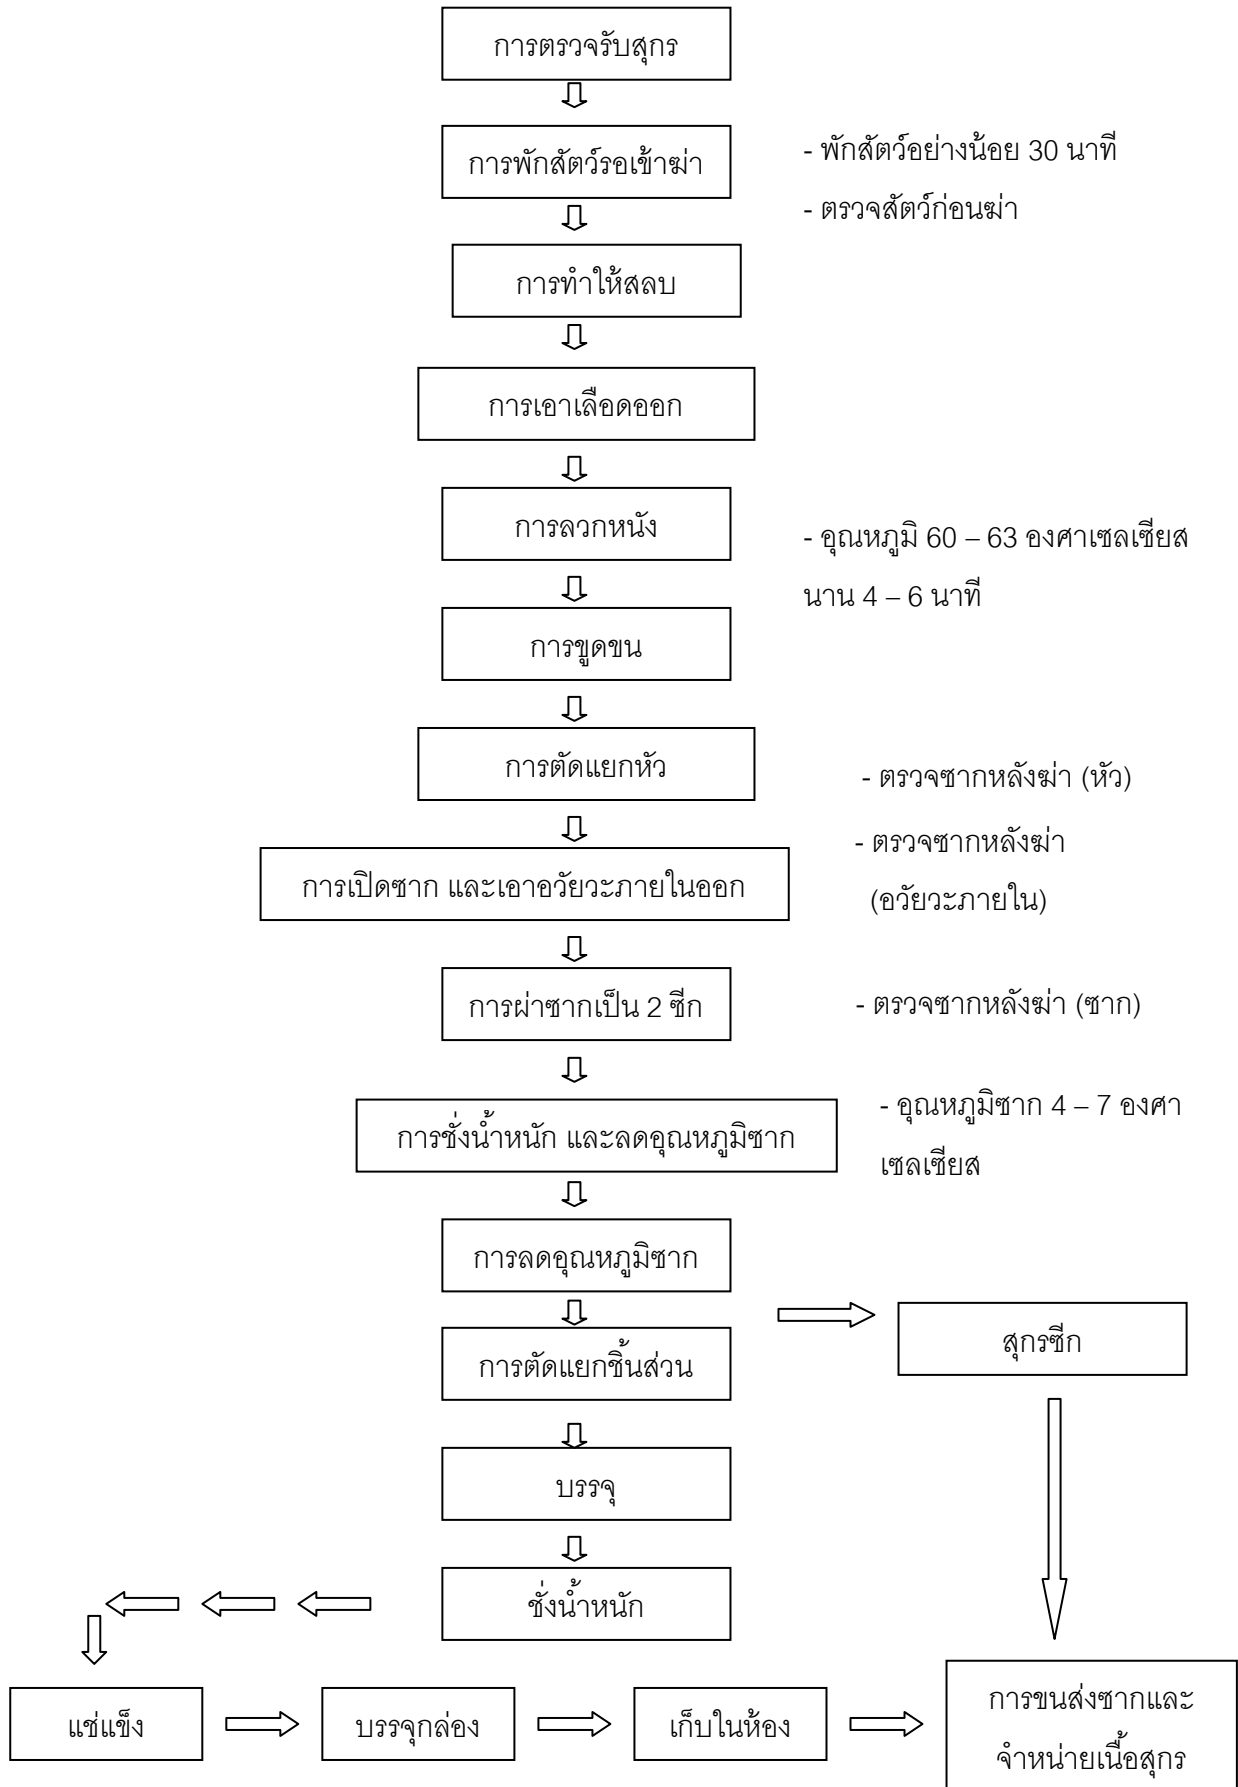 การตรวจรับสุกร
การพักสัตว์รอเข้าฆ่า
- พักสัตว์อย่างน้อย 30 นาที
- ตรวจสัตว์ก่อนฆ่า
การทำให้สลบ
การเอาเลือดออก
การลวกหนัง
- อุณหภูมิ 60 – 63 องศาเซลเซียส
นาน 4 – 6 นาที
การขูดขน
การตัดแยกหัว
- ตรวจซากหลังฆ่า (หัว)
การเปิดซาก และเอาอวัยวะภายในออก
- ตรวจซากหลังฆ่า
(อวัยวะภายใน)
การผ่าซากเป็น 2 ซีก
- ตรวจซากหลังฆ่า (ซาก)
การชั่งน้ำหนัก และลดอุณหภูมิซาก
- อุณหภูมิซาก 4 – 7 องศา
เซลเซียส
การลดอุณหภูมิซาก
สุกรซีก
การตัดแยกชิ้นส่วน
บรรจุ
ชั่งน้ำหนัก
แช่แข็ง
บรรจุกล่อง
เก็บในห้อง
การขนส่งซากและ
จำหน่ายเนื้อสุกร